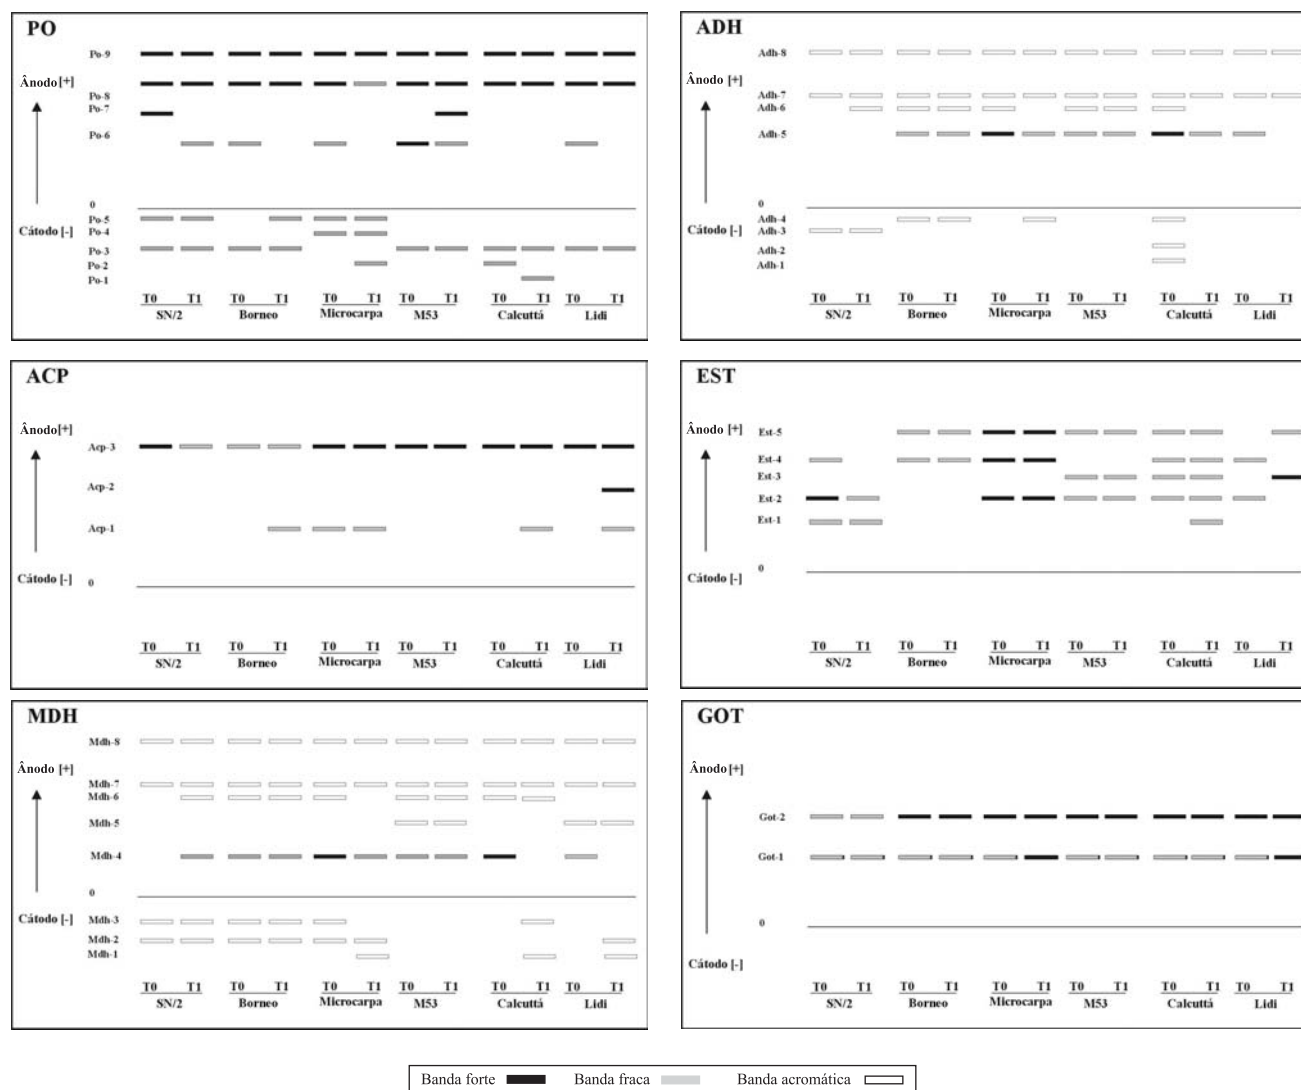 PO
Po-9
Ânodo [+]
Po-8
Po-7
Po-6
0
Po-5
Cátodo [-]
Po-4
Po-3
Po-2
Po-1
T0 T1 T0 T1 T0 T1 T0 T1 T0 T1 T0 T1
SN/2 Borneo Microcarpa M53 Calcuttá Lidi
ADH
Adh-8
Ânodo [+]
Adh-7
Adh-6
Adh-5
0
Adh-4
Cátodo [-]
Adh-3
Adh-2
Adh-1
T0 T1 T0 T1 T0 T1 T0 T1 T0 T1 T0 T1
SN/2 Borneo Microcarpa M53 Calcuttá Lidi
ACP
Ânodo[+]
Acp-3
Acp-2
Acp-1
Cátodo [-] 0
T0 T1 T0 T1 T0 T1 T0 T1 T0 T1 T0 T1
SN/2 Borneo Microcarpa M53 Calcuttá Lidi
EST
Ânodo [+] Est-5
Est-4
Est-3
Est-2
Est-1
0
Cátodo [-]
T0 T1 T0 T1 T0 T1 T0 T1 T0 T1 T0 T1
SN/2 Borneo Microcarpa M53 Calcuttá Lidi
MDH
Mdh-8
Ânodo [+]
Mdh-7
Mdh-6
Mdh-5
Mdh-4
0
Cátodo [-] Mdh-3
Mdh-2
Mdh-1
T0 T1 T0 T1 T0 T1 T0 T1 T0 T1 T0 T1
SN/2 Borneo Microcarpa M53 Calcuttá Lidi
GOT
Ânodo [+]
Got-2
Got-1
0
Cátodo [-]
T0 T1 T0 T1 T0 T1 T0 T1 T0 T1 T0 T1
SN/2 Borneo Microcarpa M53 Calcuttá Lidi
Banda forte Banda fraca Banda acromática